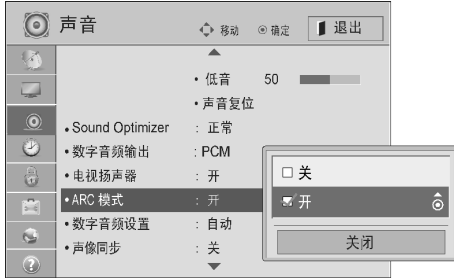 声音 移动 确定 退出
• 低音 50
• 声音复位
• Sound Optimizer : 正常
• 数字音频输出 : PCM
• 电视扬声器 : 开
• ARC 模式 : 开
• 数字音频设置 : 自动
• 声像同步 : 关
关
开
关闭